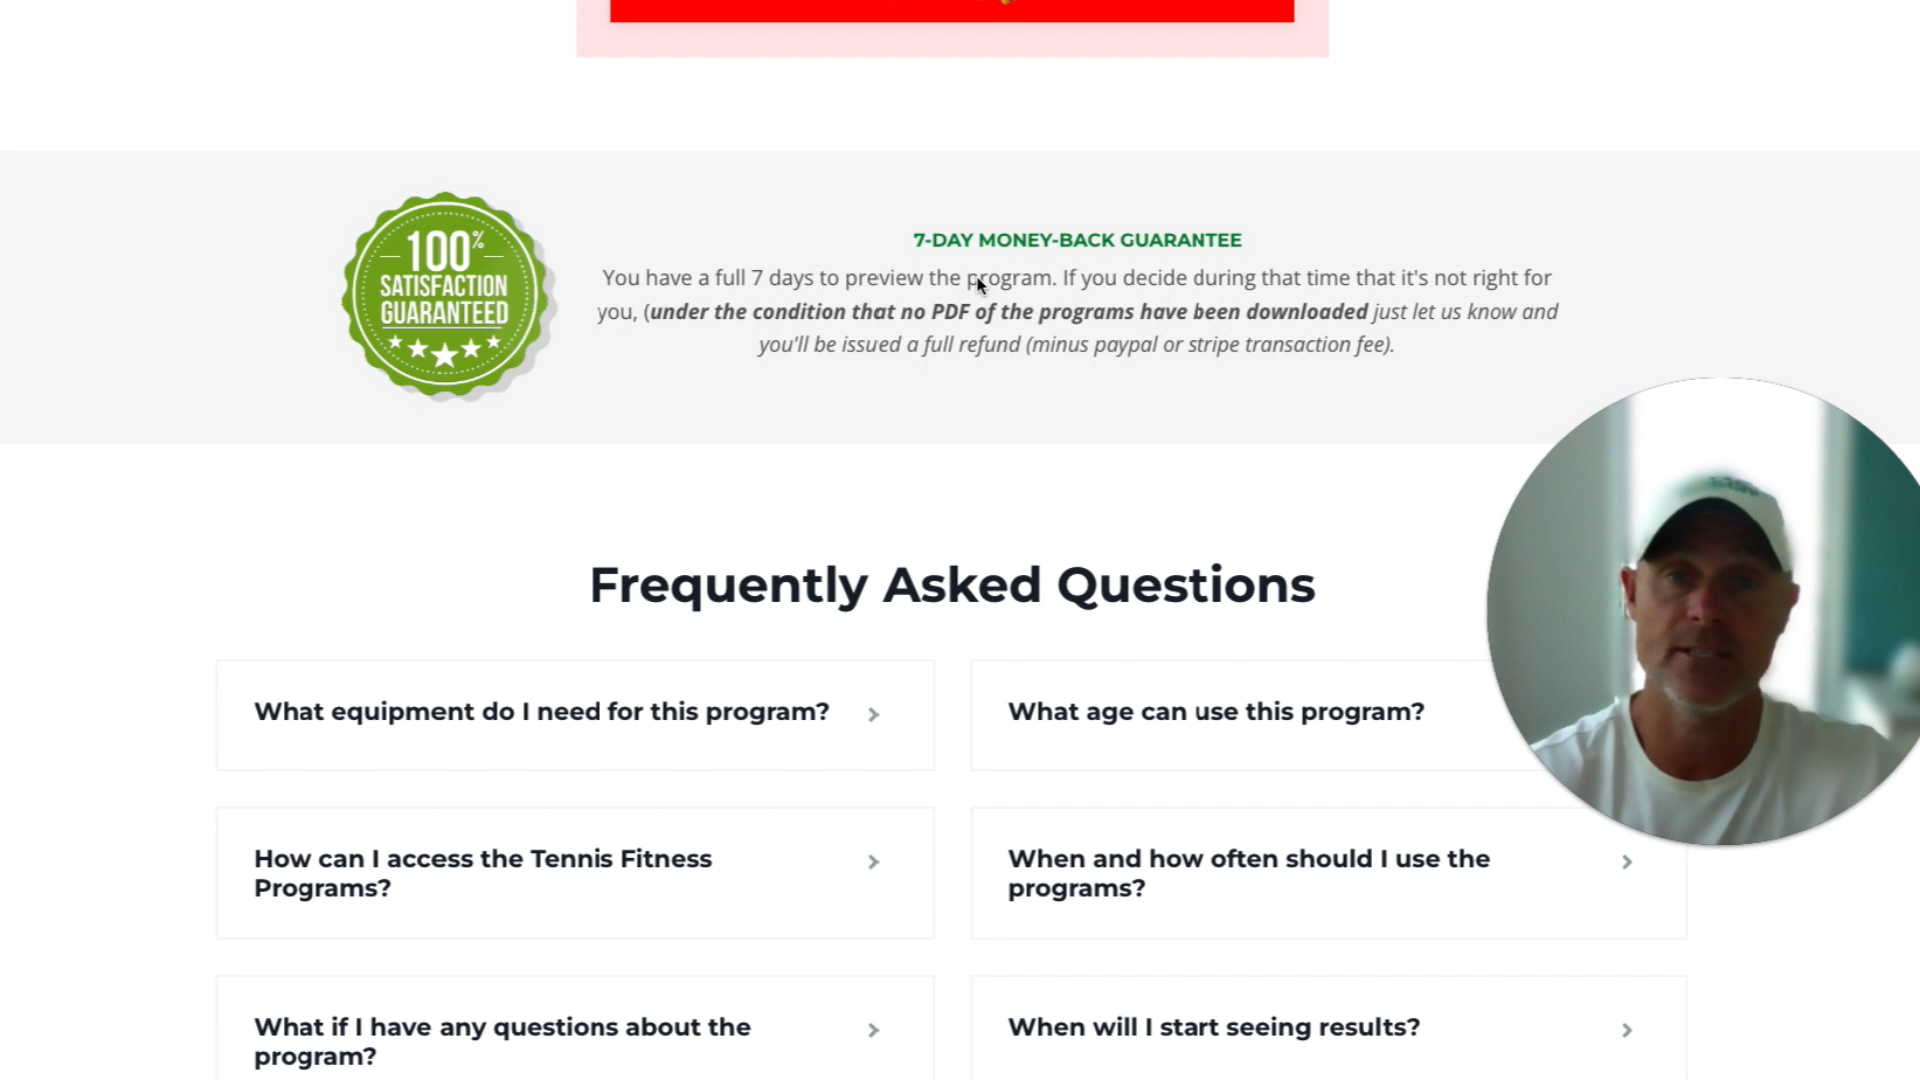 100%
SATISFACTION
GUARANTEED
7-DAY MONEY-BACK GUARANTEE
You have a full 7 days to preview the program. If you decide during that time that it's not right for
you, (under the condition that no PDF of the programs have been downloaded just let us know and
you'll be issued a full refund (minus paypal or stripe transaction fee).
Frequently Asked Questions
What equipment do I need for this program?
What age can use this program?
How can I access the Tennis Fitness
Programs?
When and how often should I use the
programs?
What if I have any questions about the
program?
When will I start seeing results?